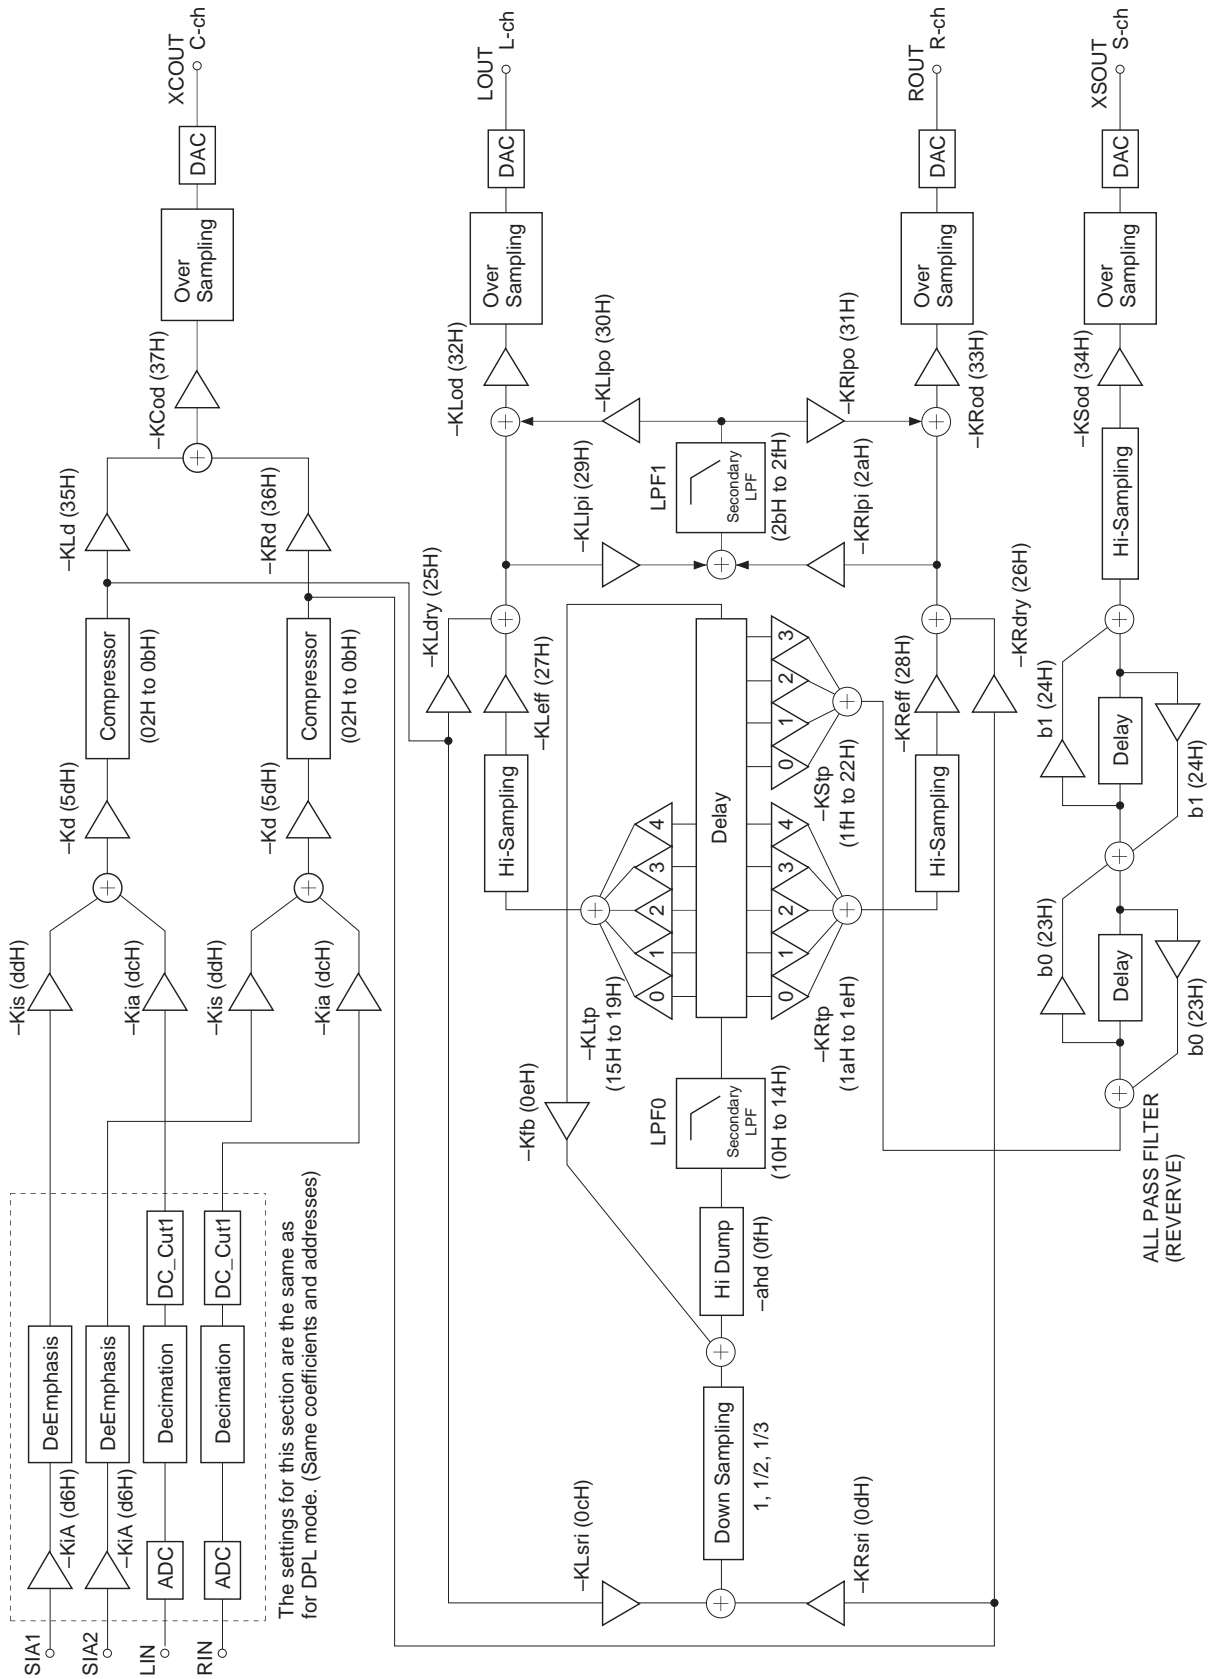 SIA1
SIA2
LIN
RIN
–KiA (d6H)
–KiA (d6H)
ADC
ADC
DeEmphasis
DeEmphasis
Decimation
Decimation
DC_Cut1
DC_Cut1
The settings for this section are the same as
for DPL mode. (Same coefficients and addresses)
–Kis (ddH)
–Kia (dcH)
–Kis (ddH)
–Kia (dcH)
–Kd (5dH)
–Kd (5dH)
Compressor
(02H to 0bH)
Compressor
(02H to 0bH)
–KLd (35H)
–KRd (36H)
–KCod (37H)
Over
Sampling
DAC
XCOUT
C-ch
–KLsri (0cH)
–KRsri (0dH)
Down Sampling
1, 1/2, 1/3
–Kfb (0eH)
Hi Dump
–ahd (0fH)
LPF0
Secondary
LPF
(10H to 14H)
–KLtp
(15H to 19H)
0
1
2
3
4
Delay
0
1
2
3
4
–KRtp
(1aH to 1eH)
0
1
2
3
–KStp
(1fH to 22H)
Hi-Sampling
Hi-Sampling
–KLdry (25H)
–KLeff (27H)
–KReff (28H)
–KRdry (26H)
–KLlpi (29H)
–KRlpi (2aH)
LPF1
Secondary
LPF
(2bH to 2fH)
–KLlpo (30H)
–KRlpo (31H)
–KLod (32H)
–KRod (33H)
Over
Sampling
DAC
LOUT
L-ch
Over
Sampling
DAC
ROUT
R-ch
ALL PASS FILTER
(REVERVE)
b0 (23H)
Delay
b0 (23H)
b1 (24H)
Delay
b1 (24H)
Hi-Sampling
–KSod (34H)
Over
Sampling
DAC
XSOUT
S-ch